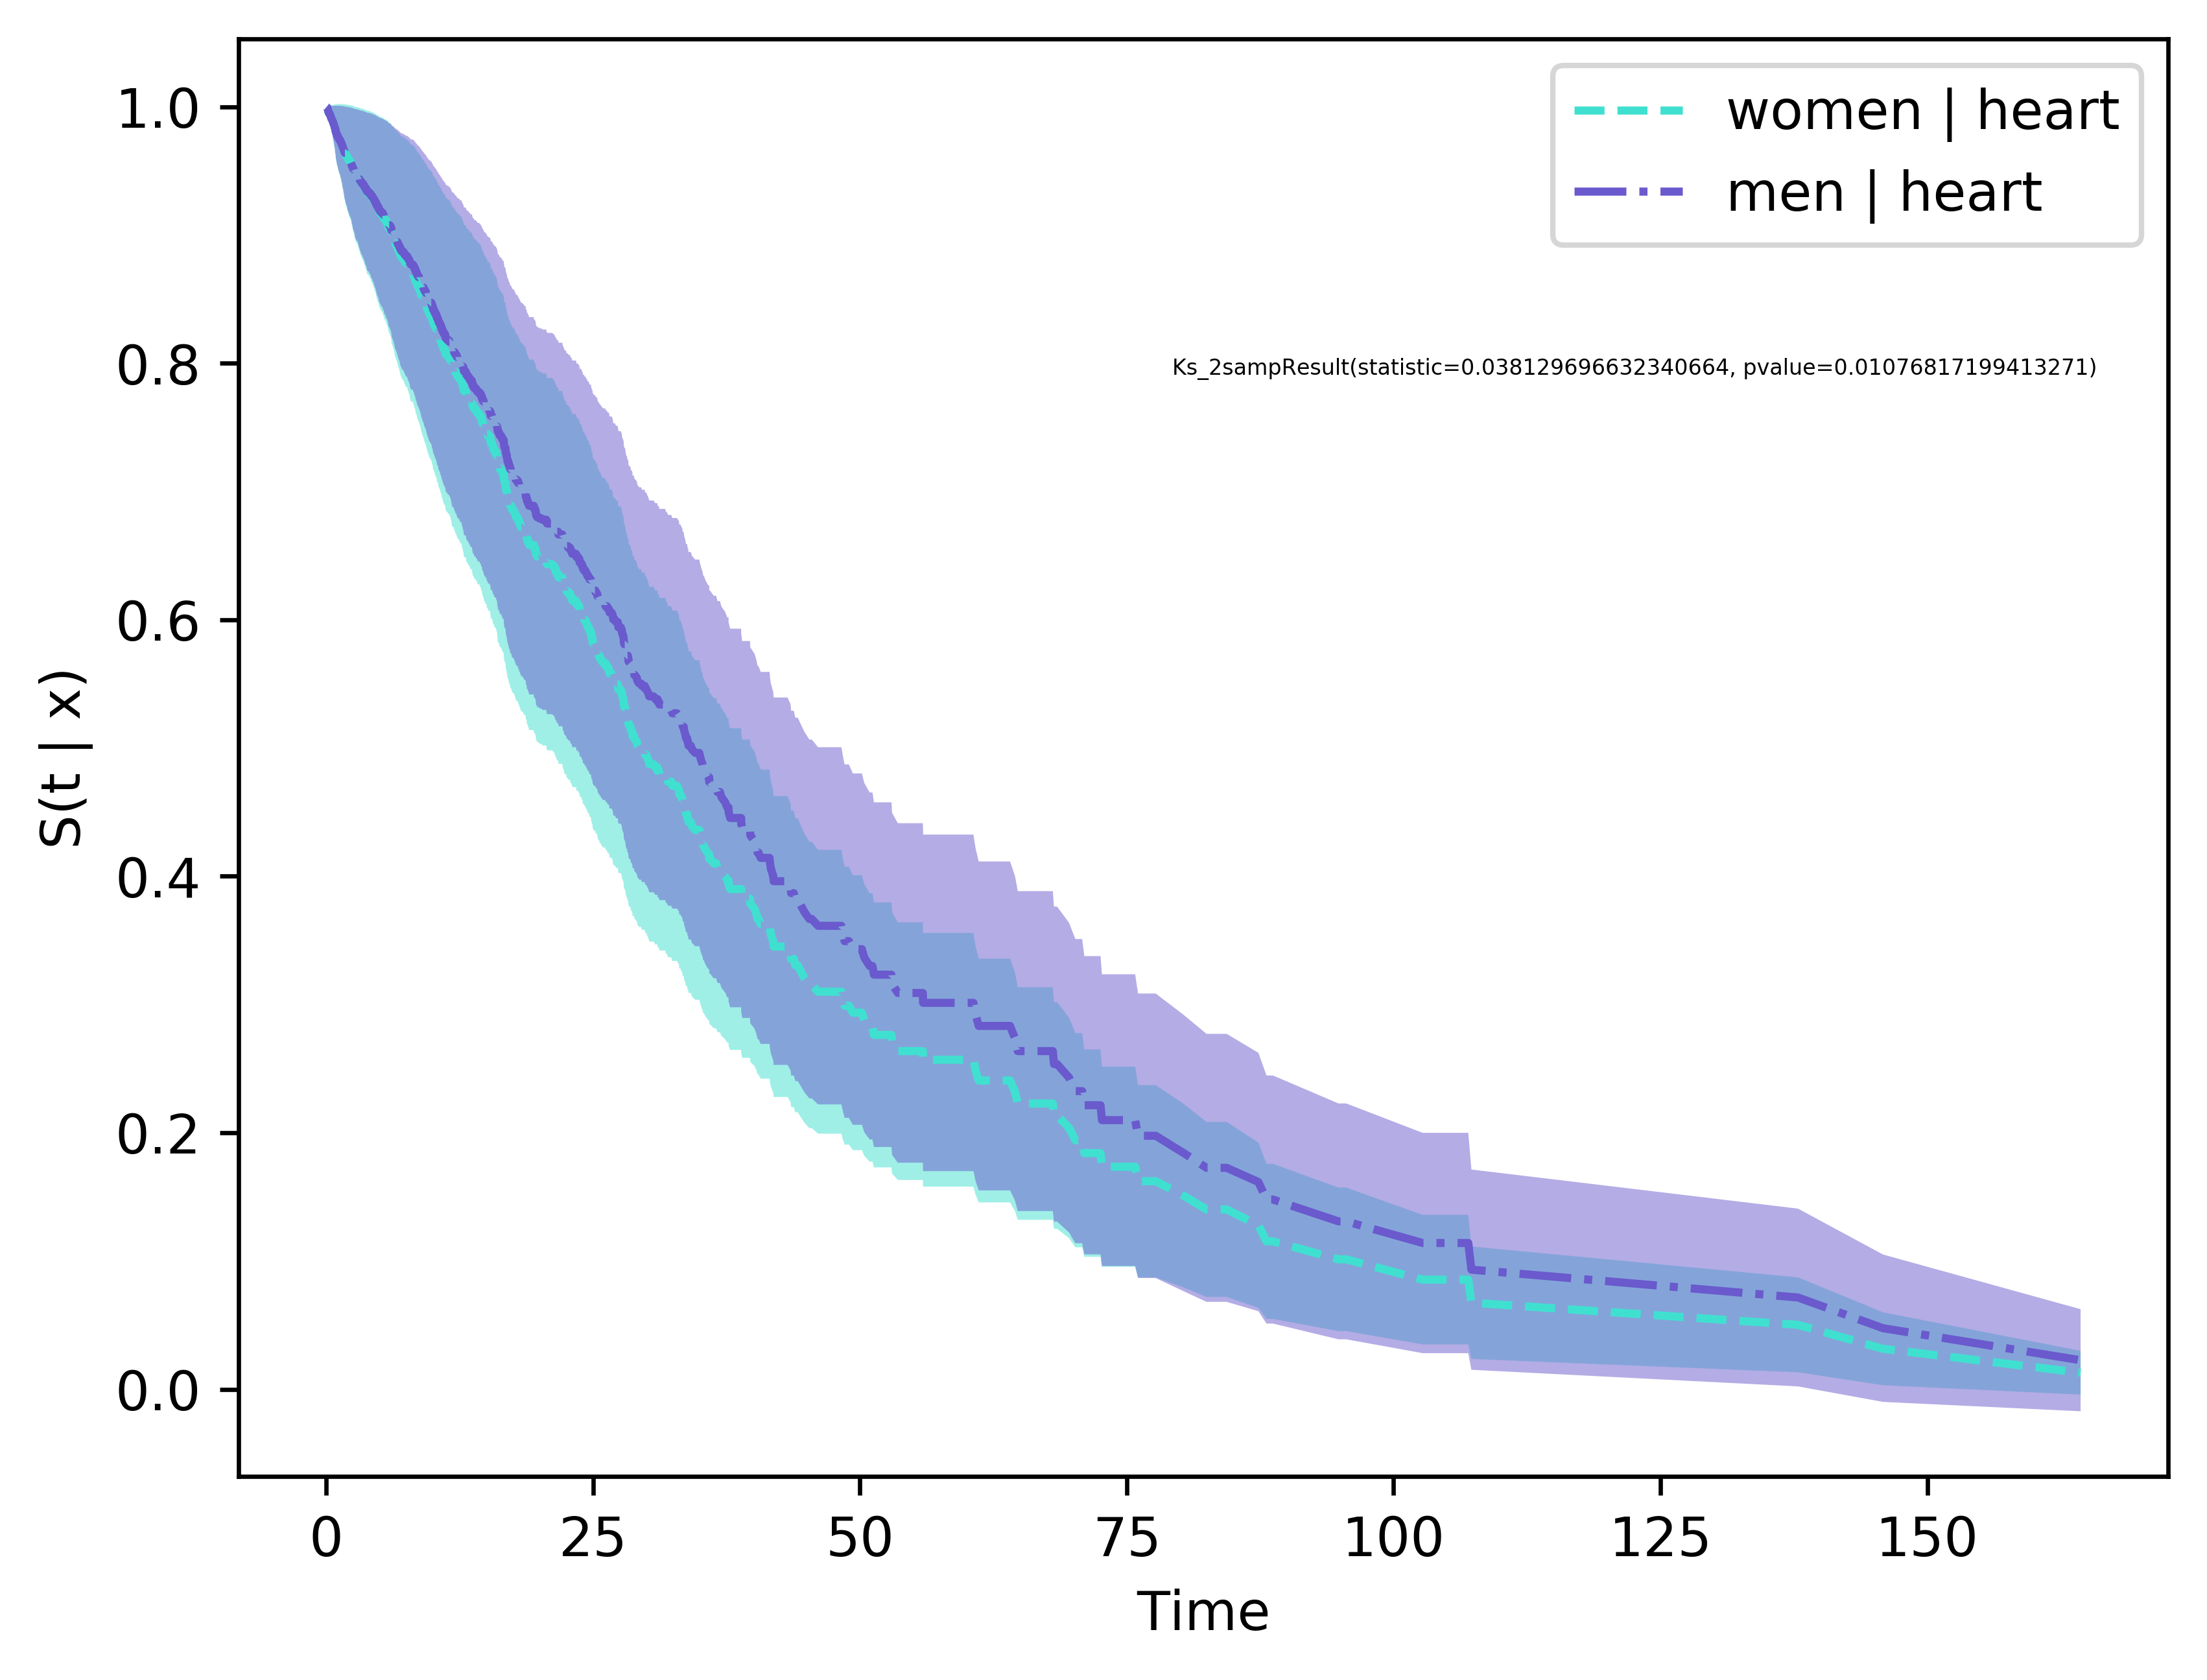 women | heart
men | heart
Ks_2sampResult(statistic=0.038129696632340664, pvalue=0.01076817199413271)
S(t | x)
1.0
0.8
0.6
0.4
0.2
0.0
0 25 50 75 100 125 150
Time